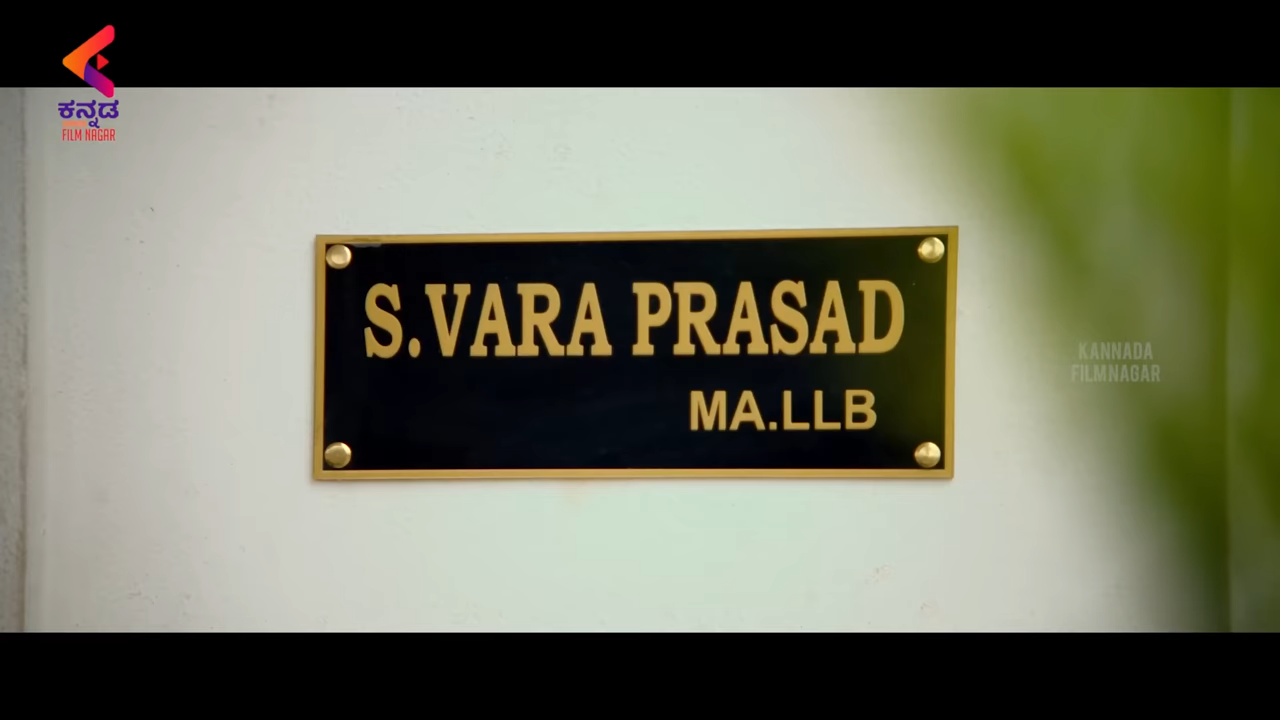 ಕನ್ನಡ
FILM NAGAR
S.VARA PRASAD
MA.LLB
KANNADA
FILMNAGAR